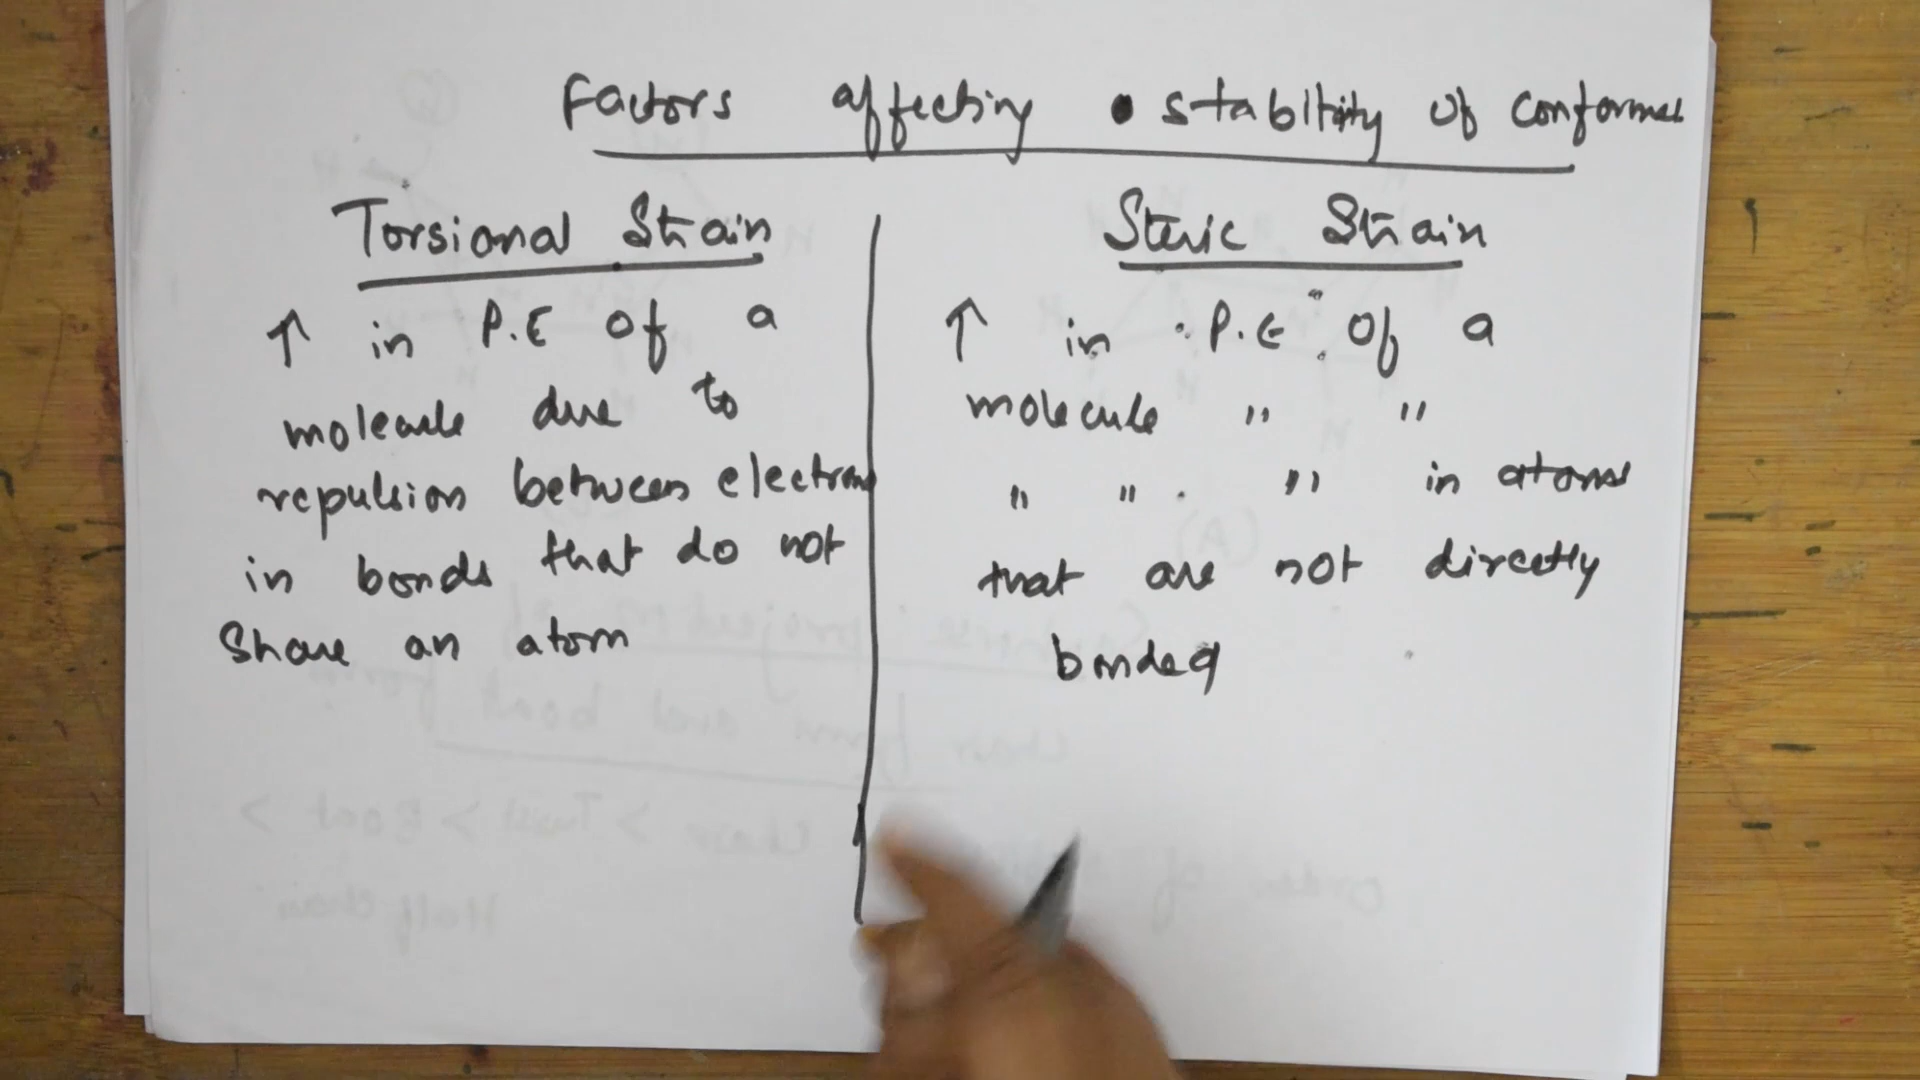 Factors affecting stability of conformer
Torsional Strain
↑ in P.E of a
molecule due to
repulsion between electrons
in bonds that do not
Share an atom
Steric Strain
↑ in P.E of a
molecule " "
" " " in atoms
that are not directly
bonded